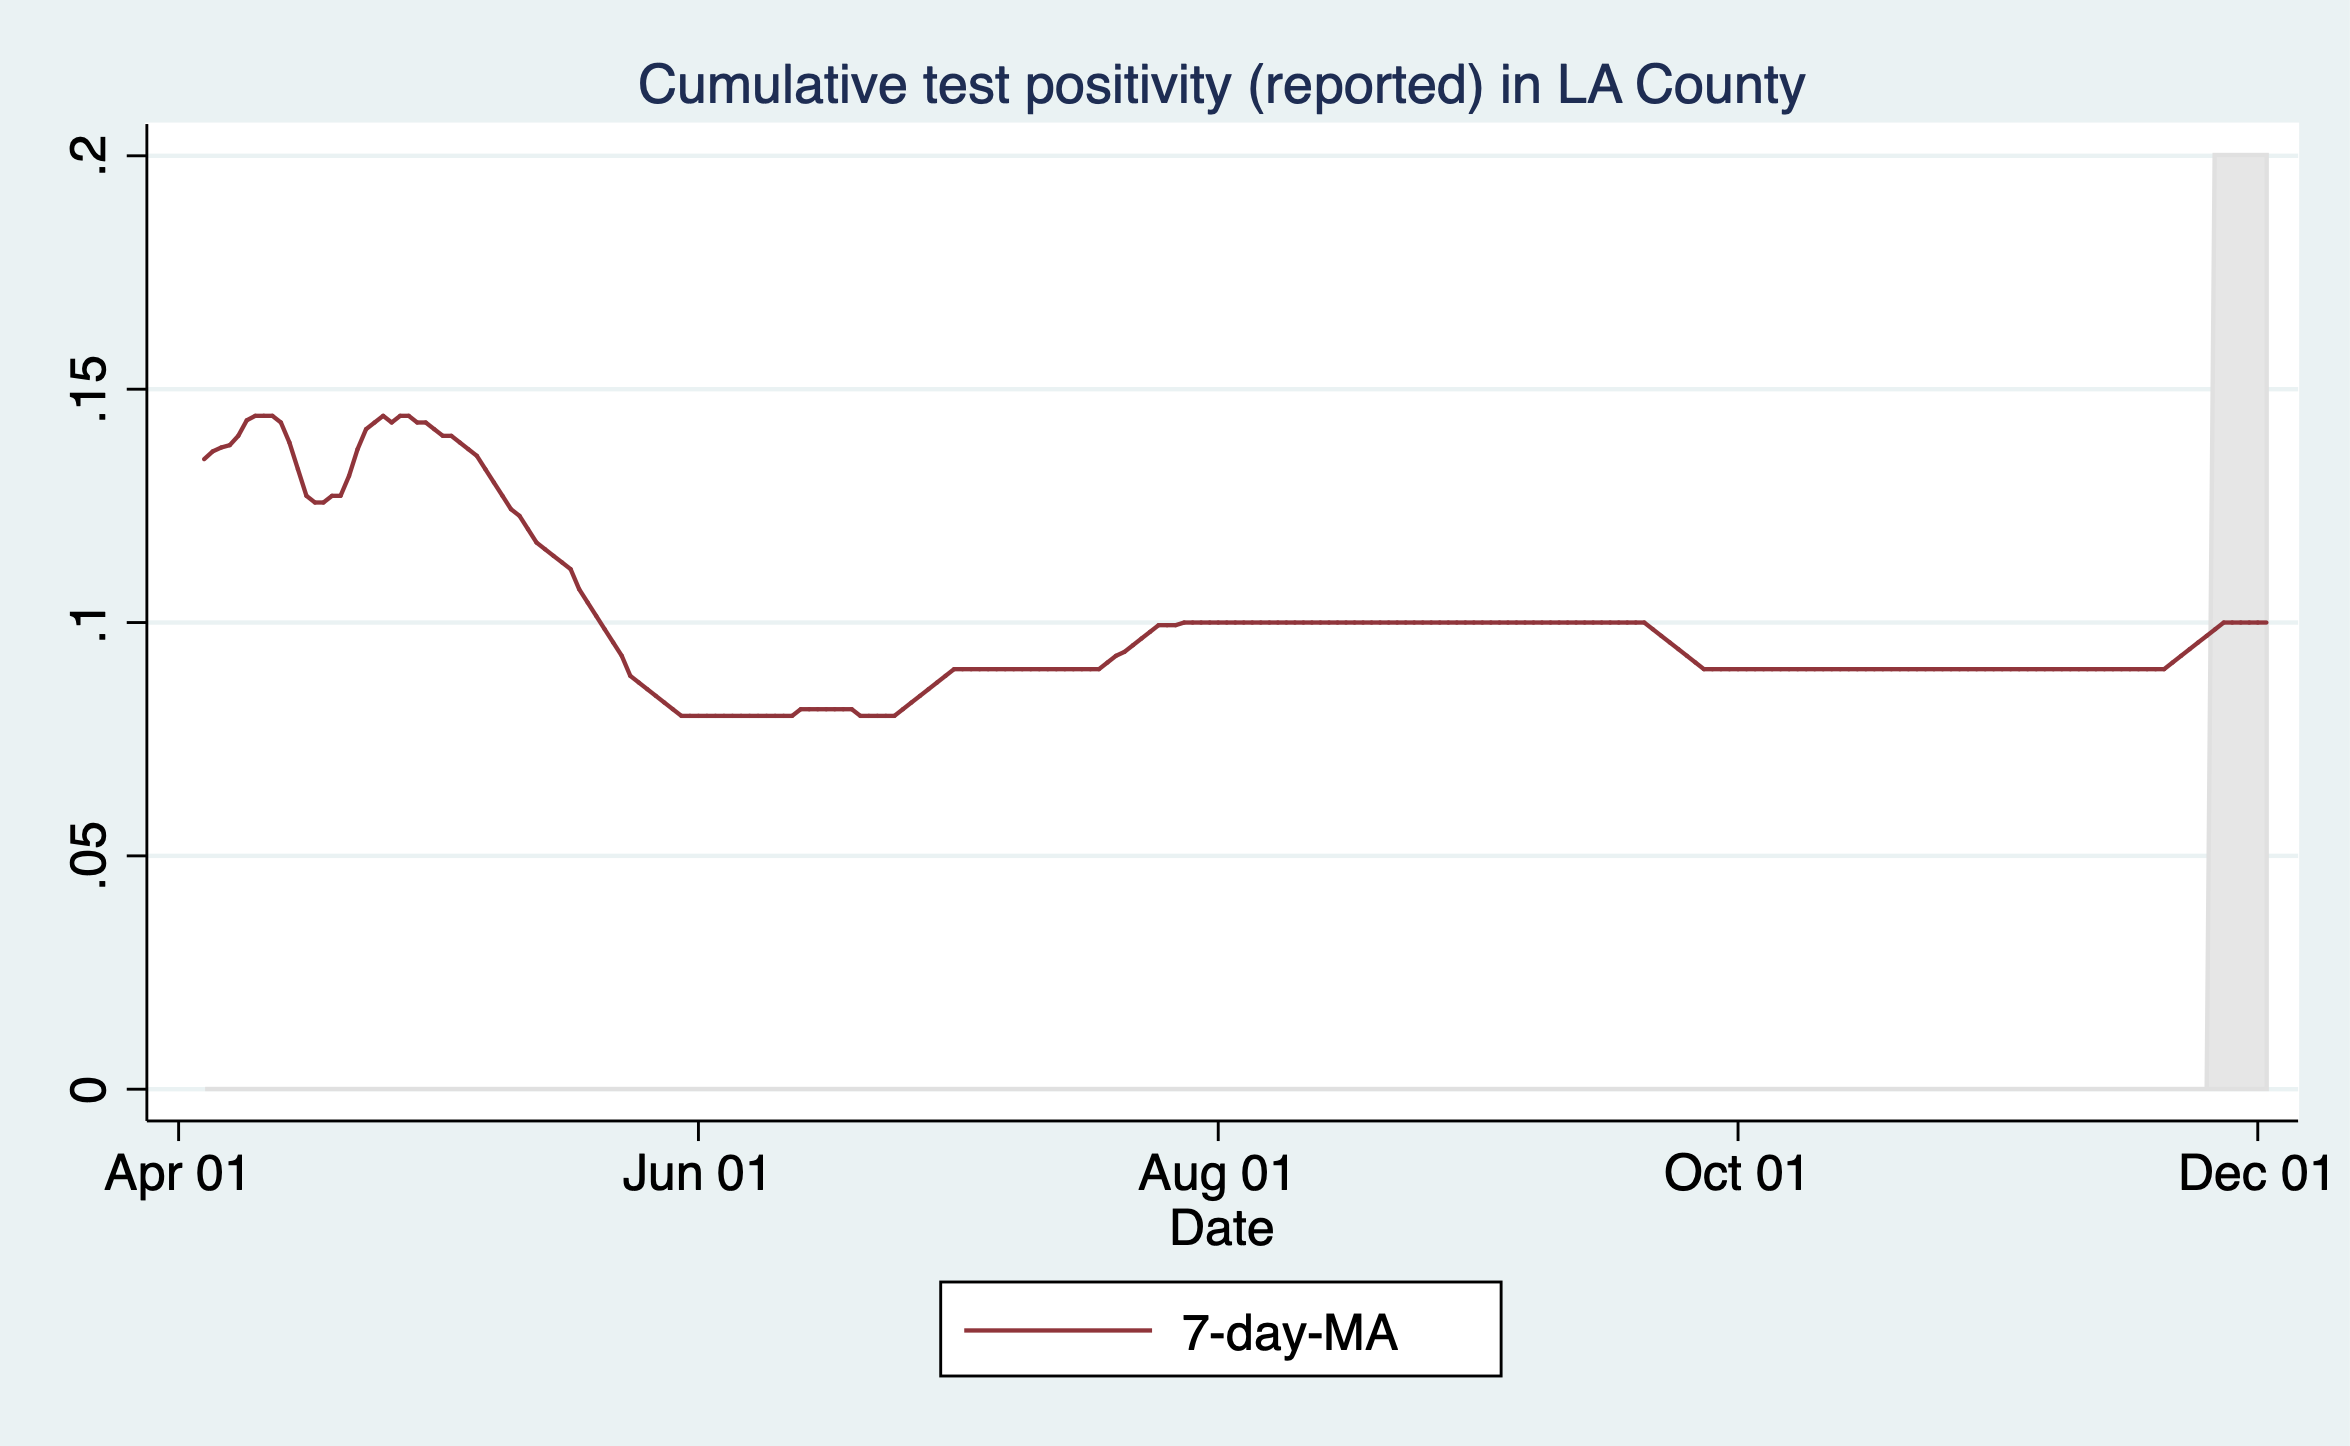 Cumulative test positivity (reported) in LA County
.2
.15
.1
.05
0
Apr 01
Jun 01
Aug 01
Oct 01
Dec 01
Date
7-day-MA